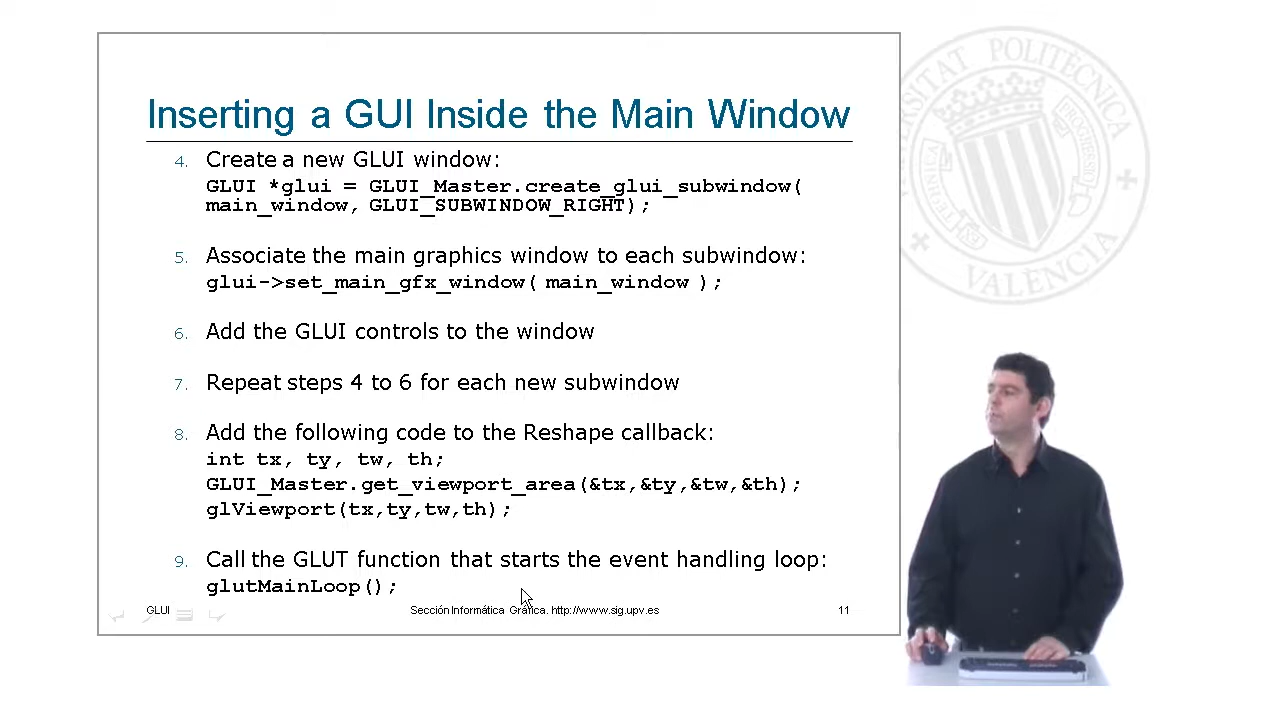 Inserting a GUI Inside the Main Window
4. Create a new GLUI window:
GLUI *glui = GLUI_Master.create_glui_subwindow(
main_window, GLUI_SUBWINDOW_RIGHT);
5. Associate the main graphics window to each subwindow:
glui->set_main_gfx_window( main_window );
6. Add the GLUI controls to the window
7. Repeat steps 4 to 6 for each new subwindow
8. Add the following code to the Reshape callback:
int tx, ty, tw, th;
GLUI_Master.get_viewport_area(&tx,&ty,&tw,&th);
glViewport(tx,ty,tw,th);
9. Call the GLUT function that starts the event handling loop:
glutMainLoop();
GLUI
Sección Informática Gráfica. http://www.sig.upv.es
11
POLITÈCNICA
VALÈNCIA